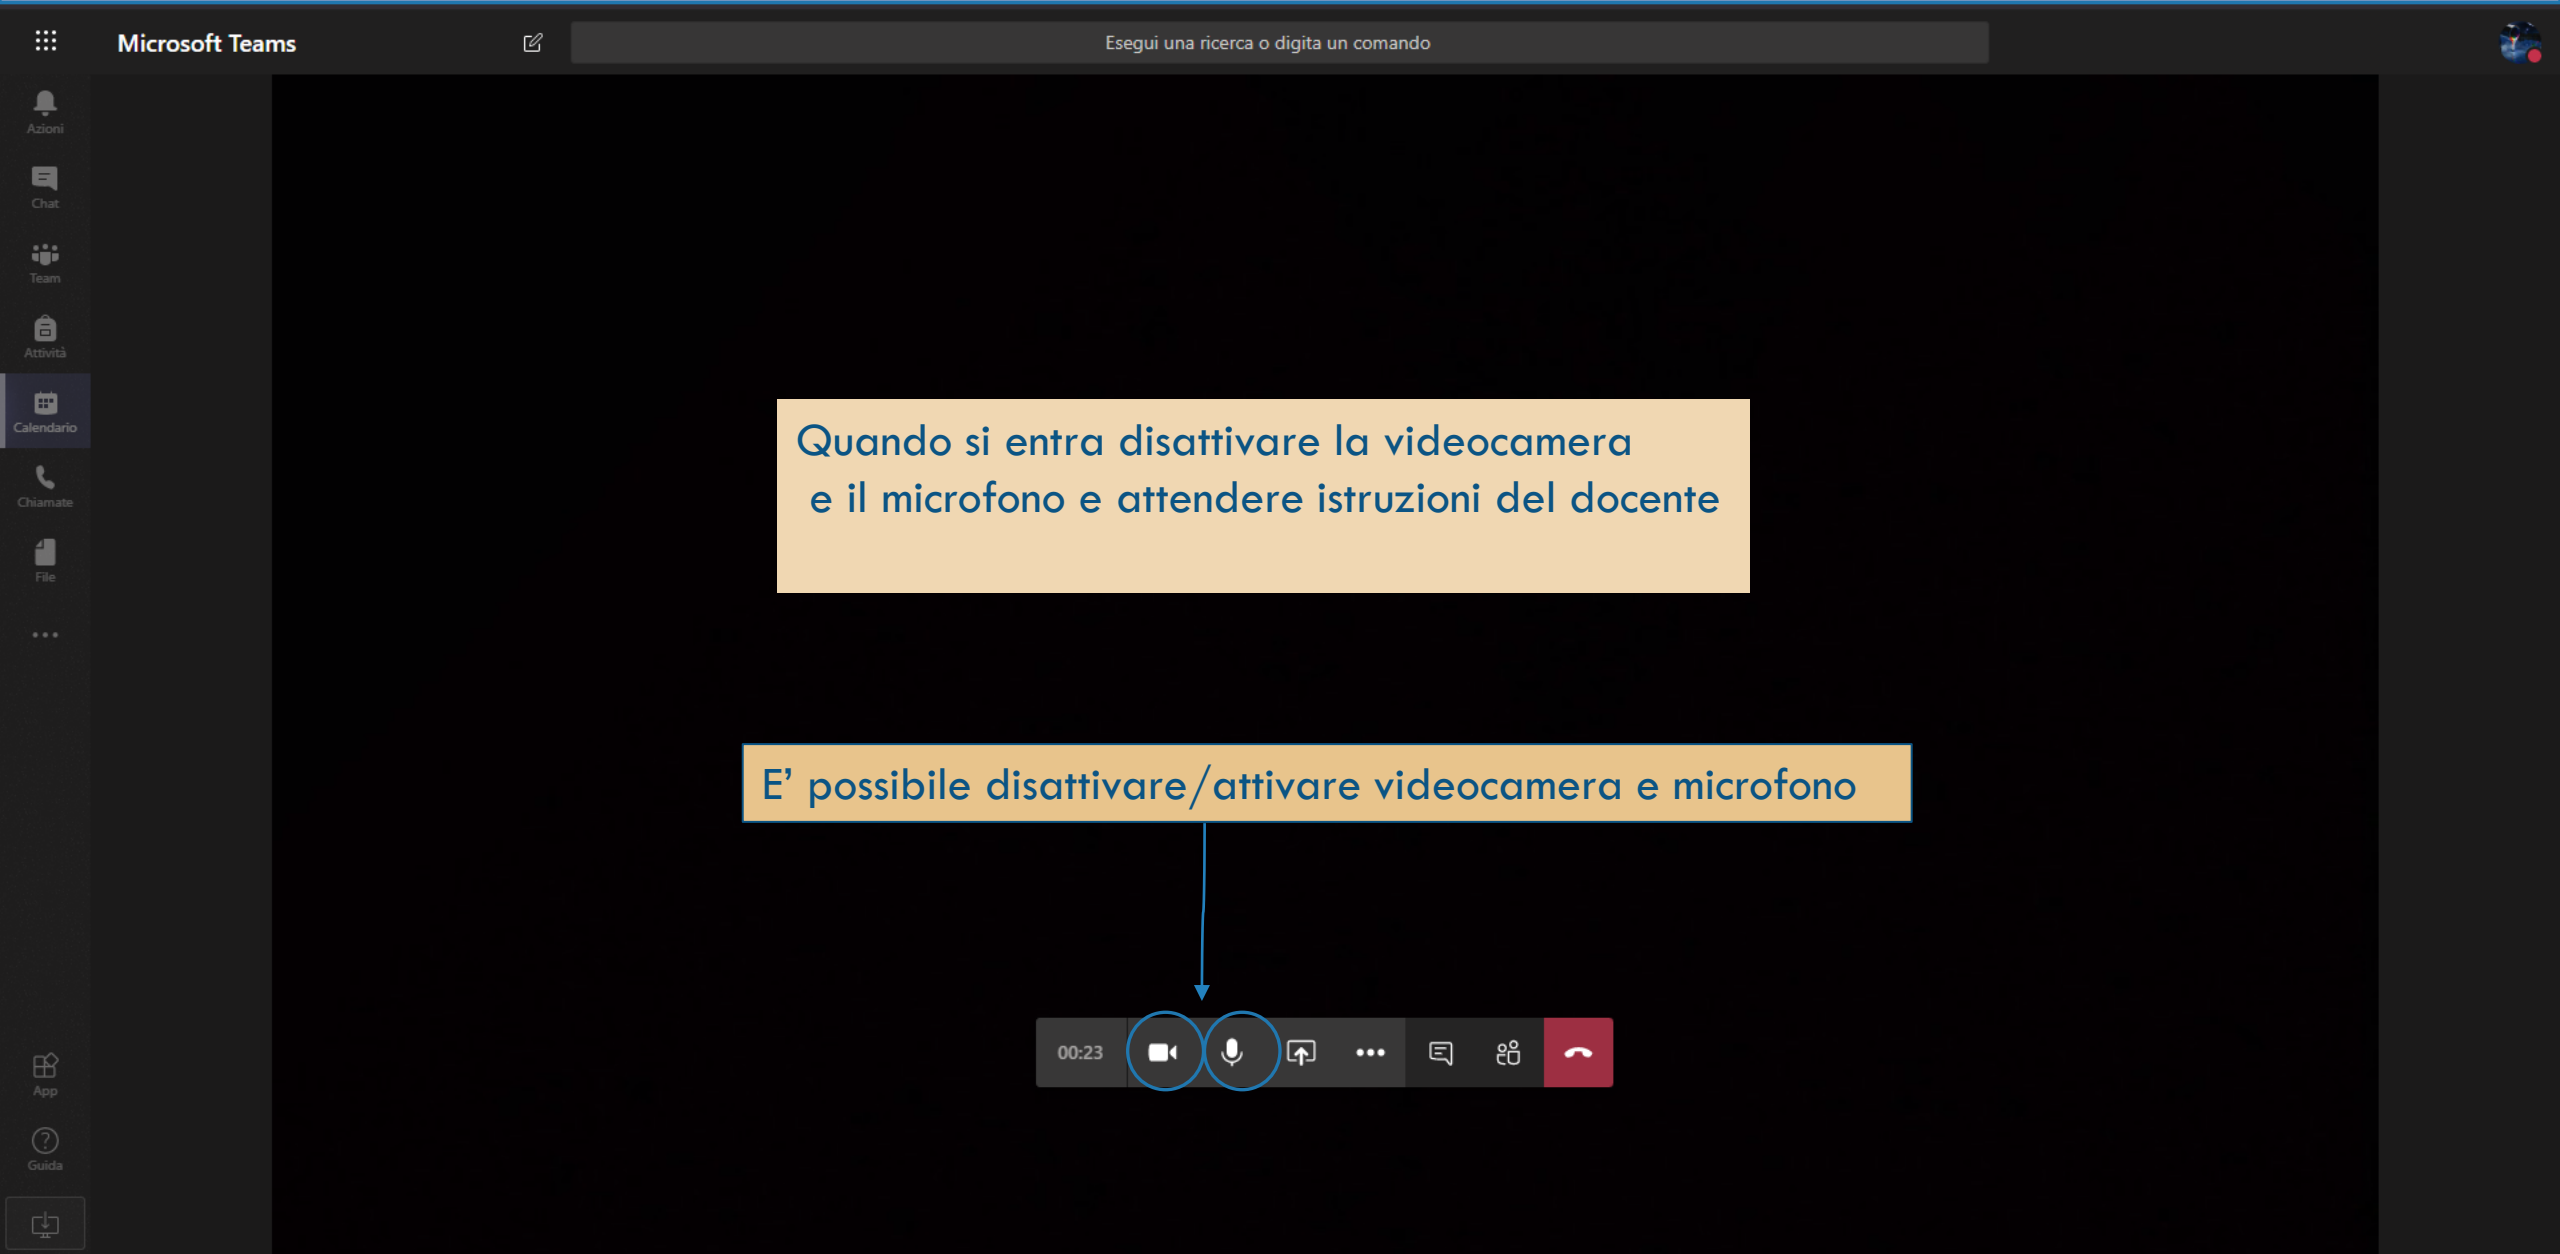 Microsoft Teams
Esegui una ricerca o digita un comando
Azioni
Chat
Team
Attività
Calendario
Chiamate
File
Quando si entra disattivare la videocamera
e il microfono e attendere istruzioni del docente
E’ possibile disattivare/attivare videocamera e microfono
00:23
App
Guida